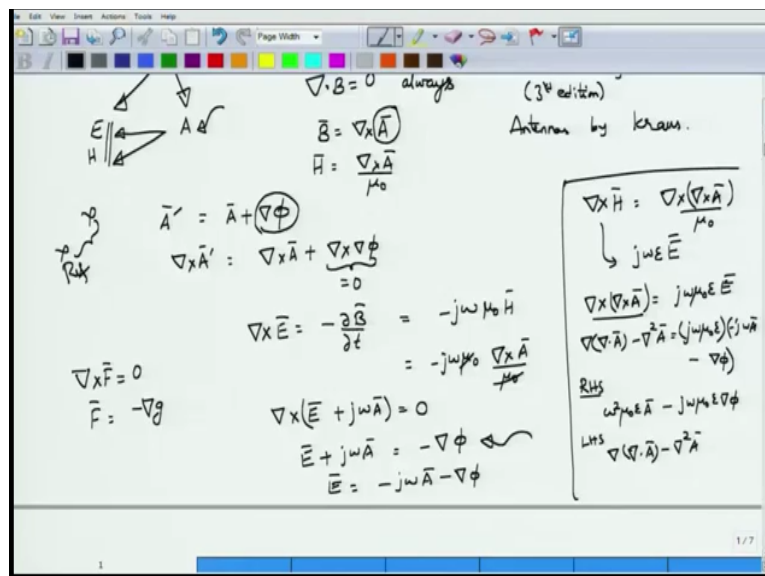 Edit View Insert Actions Tools Help
Page Width
B I
∇·B = 0 always
(3rd edition)
Antennas by Kraus.
E
H
A
B̄ = ∇×Ā
H̄ = ∇×Ā / μ₀
Ā' = Ā + ∇φ
∇×Ā' = ∇×Ā + ∇×∇φ
= 0
∇×Ē = -∂B̄/∂t = -jωμ₀H̄
= -jωμ₀ ∇×Ā / μ₀
∇×F̄ = 0
F̄ = -∇g
∇×(Ē + jωĀ) = 0
Ē + jωĀ = -∇φ
Ē = -jωĀ - ∇φ
∇×H̄ = ∇×(∇×Ā) / μ₀
jωεĒ
∇×(∇×Ā) = jωμ₀εĒ
∇(∇·Ā) - ∇²Ā = (jωμ₀ε)(-jωĀ
- ∇φ)
RHS
ω²μ₀εĀ - jωμ₀ε∇φ
LHS ∇(∇·Ā) - ∇²Ā
1/7
1